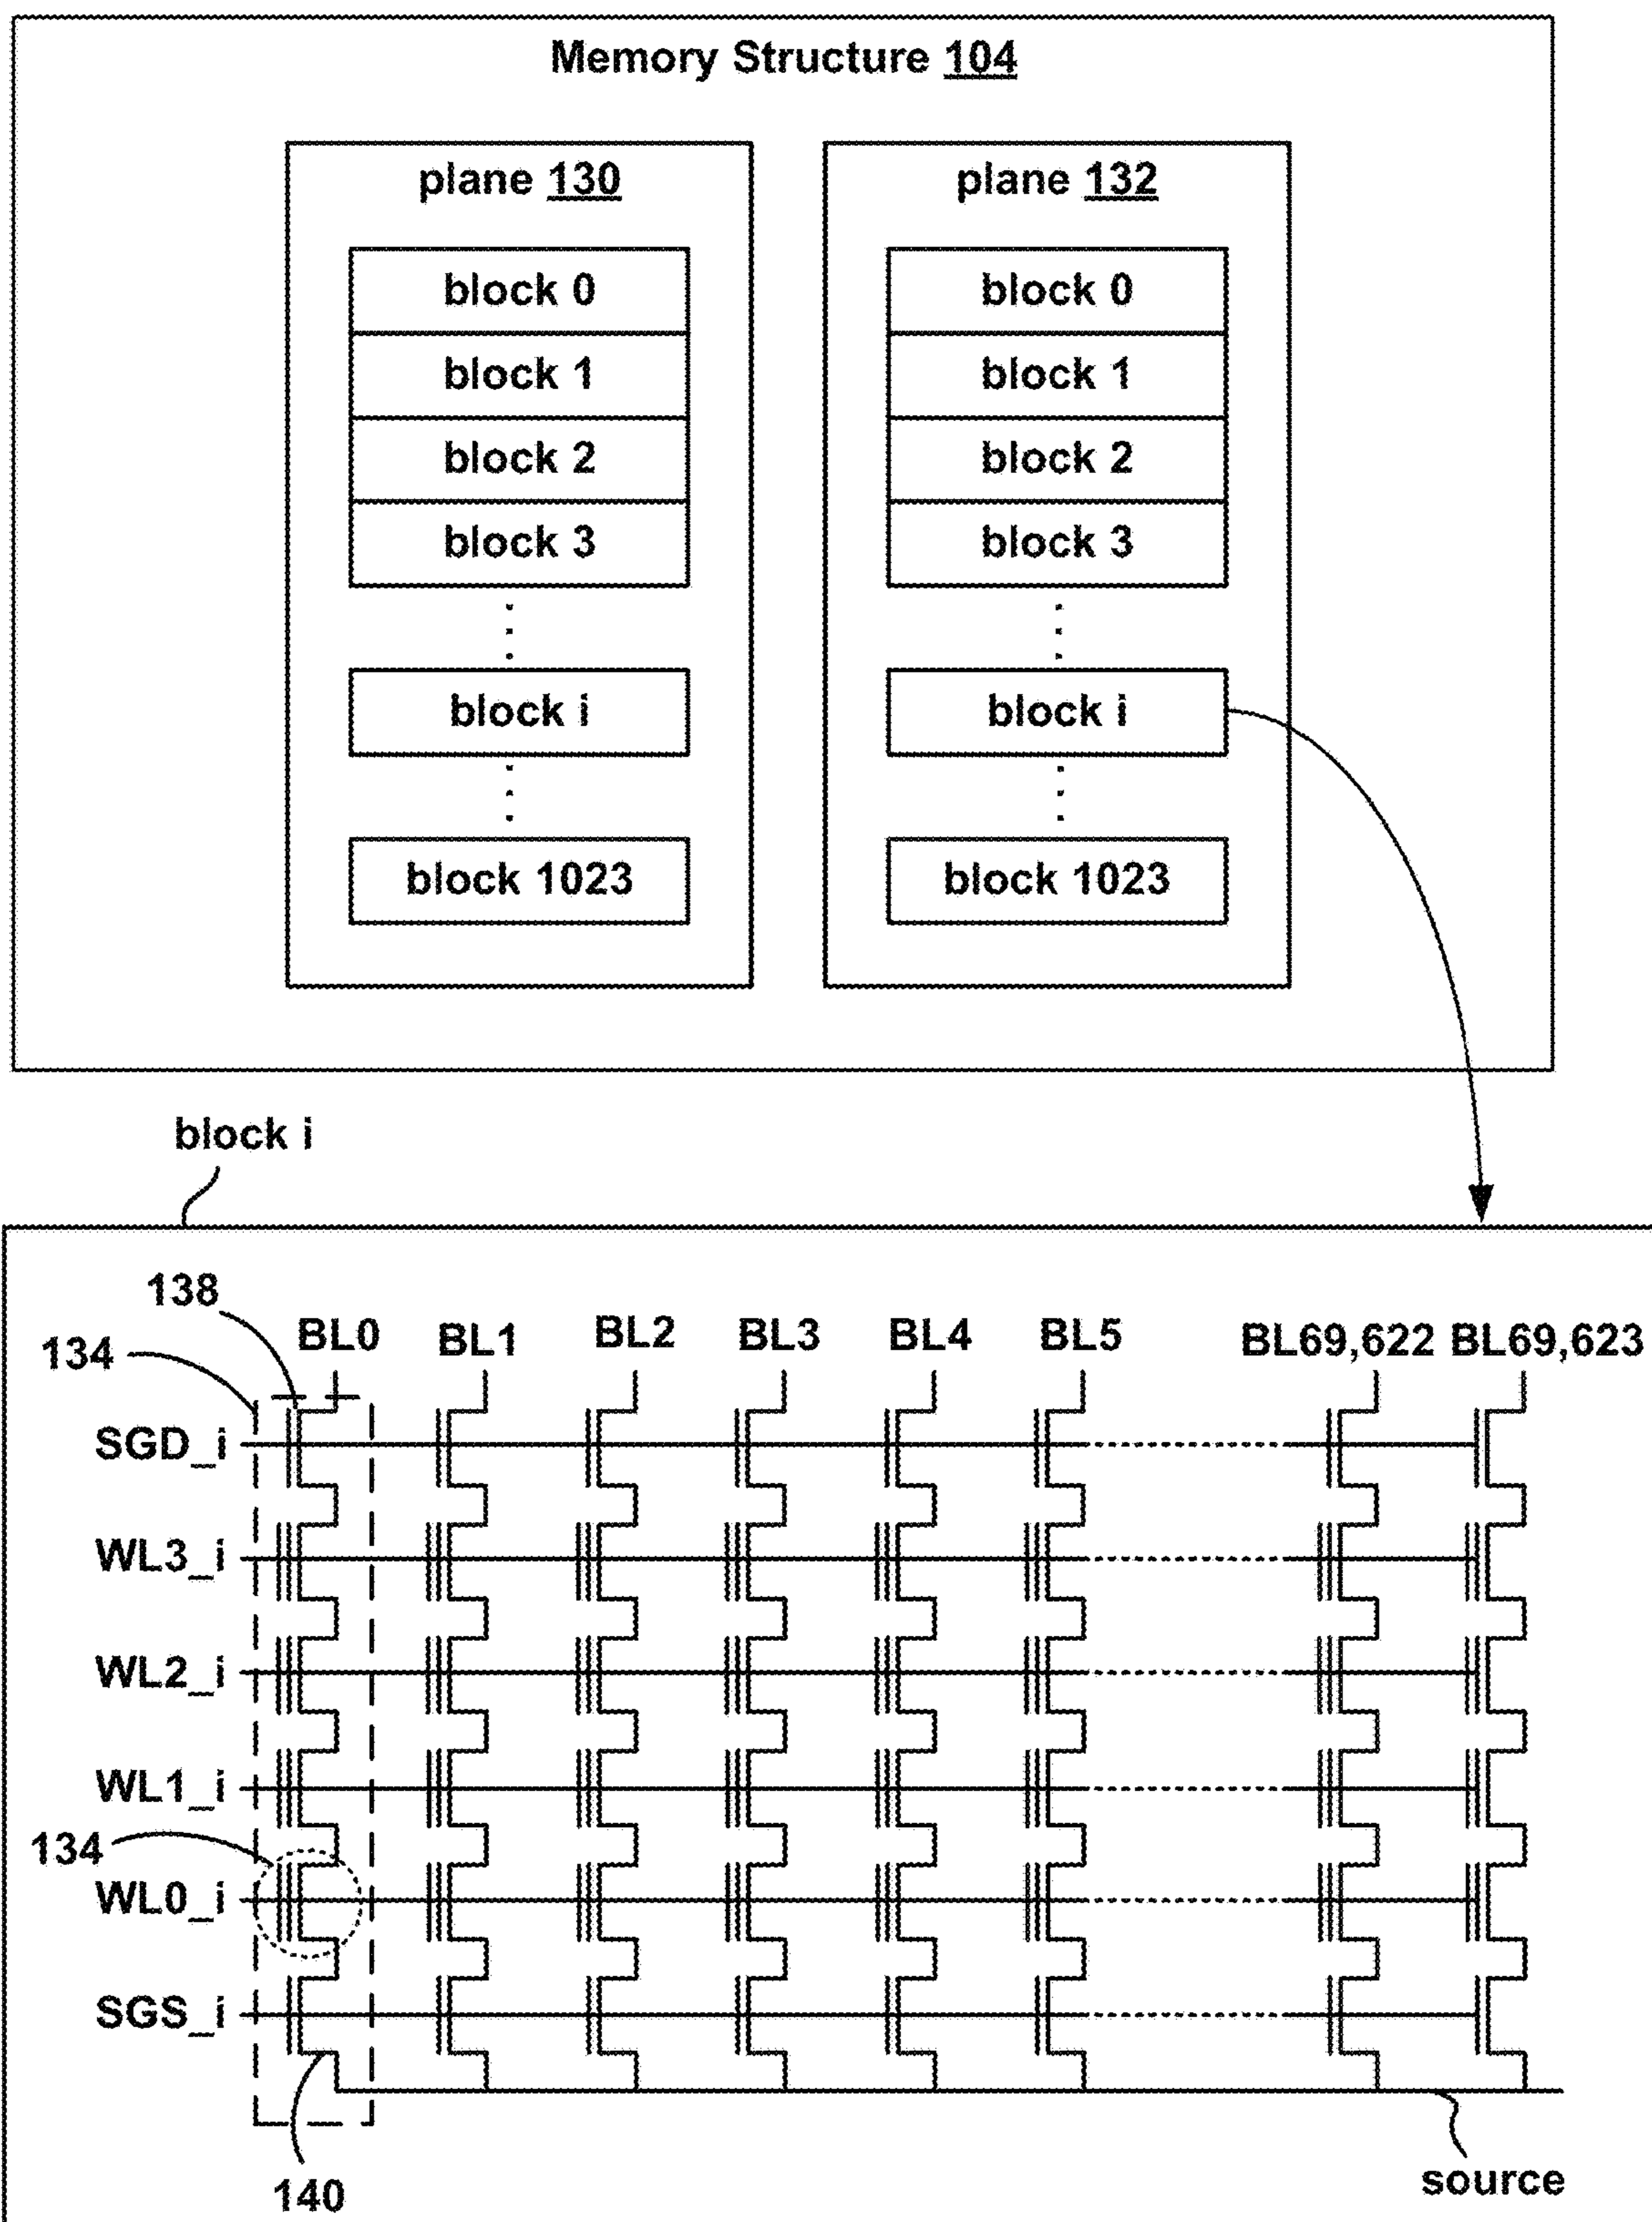 Memory Structure 104
plane 130
plane 132
block 0
block 0
block 1
block 1
block 2
block 2
block 3
block 3
block i
block i
block 1023
block 1023
block i
138
134
BL0 BL1 BL2 BL3 BL4 BL5 BL69,622 BL69,623
SGD_i
WL3_i
WL2_i
WL1_i
134
WL0_i
SGS_i
140
source